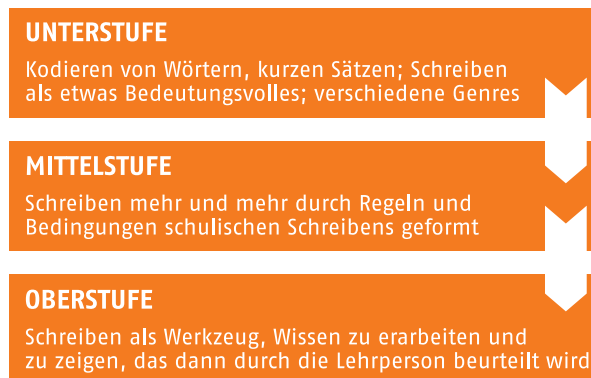 UNTERSTUFE
Kodieren von Wörtern, kurzen Sätzen; Schreiben
als etwas Bedeutungsvolles; verschiedene Genres
MITTELSTUFE
Schreiben mehr und mehr durch Regeln und
Bedingungen schulischen Schreibens geformt
OBERSTUFE
Schreiben als Werkzeug, Wissen zu erarbeiten und
zu zeigen, das dann durch die Lehrperson beurteilt wird